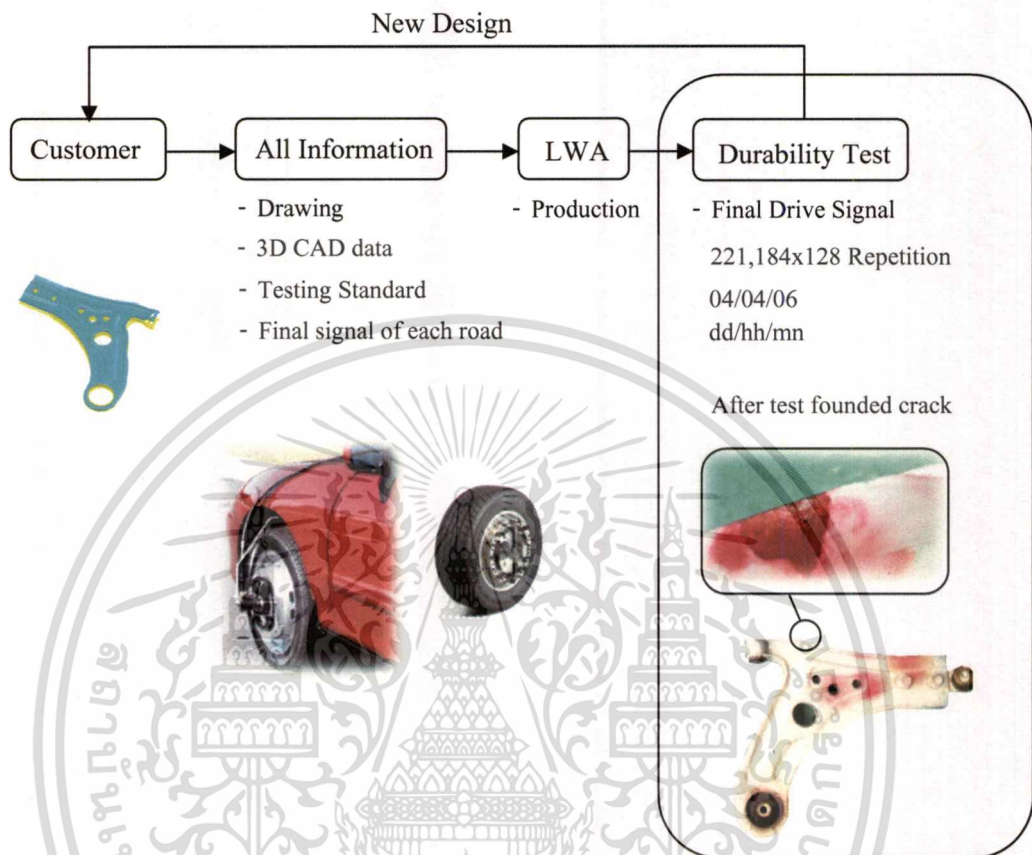 New Design
Customer
All Information
LWA
Durability Test
- Drawing
- 3D CAD data
- Testing Standard
- Final signal of each road
- Production
- Final Drive Signal
221,184x128 Repetition
04/04/06
dd/hh/mn
After test founded crack